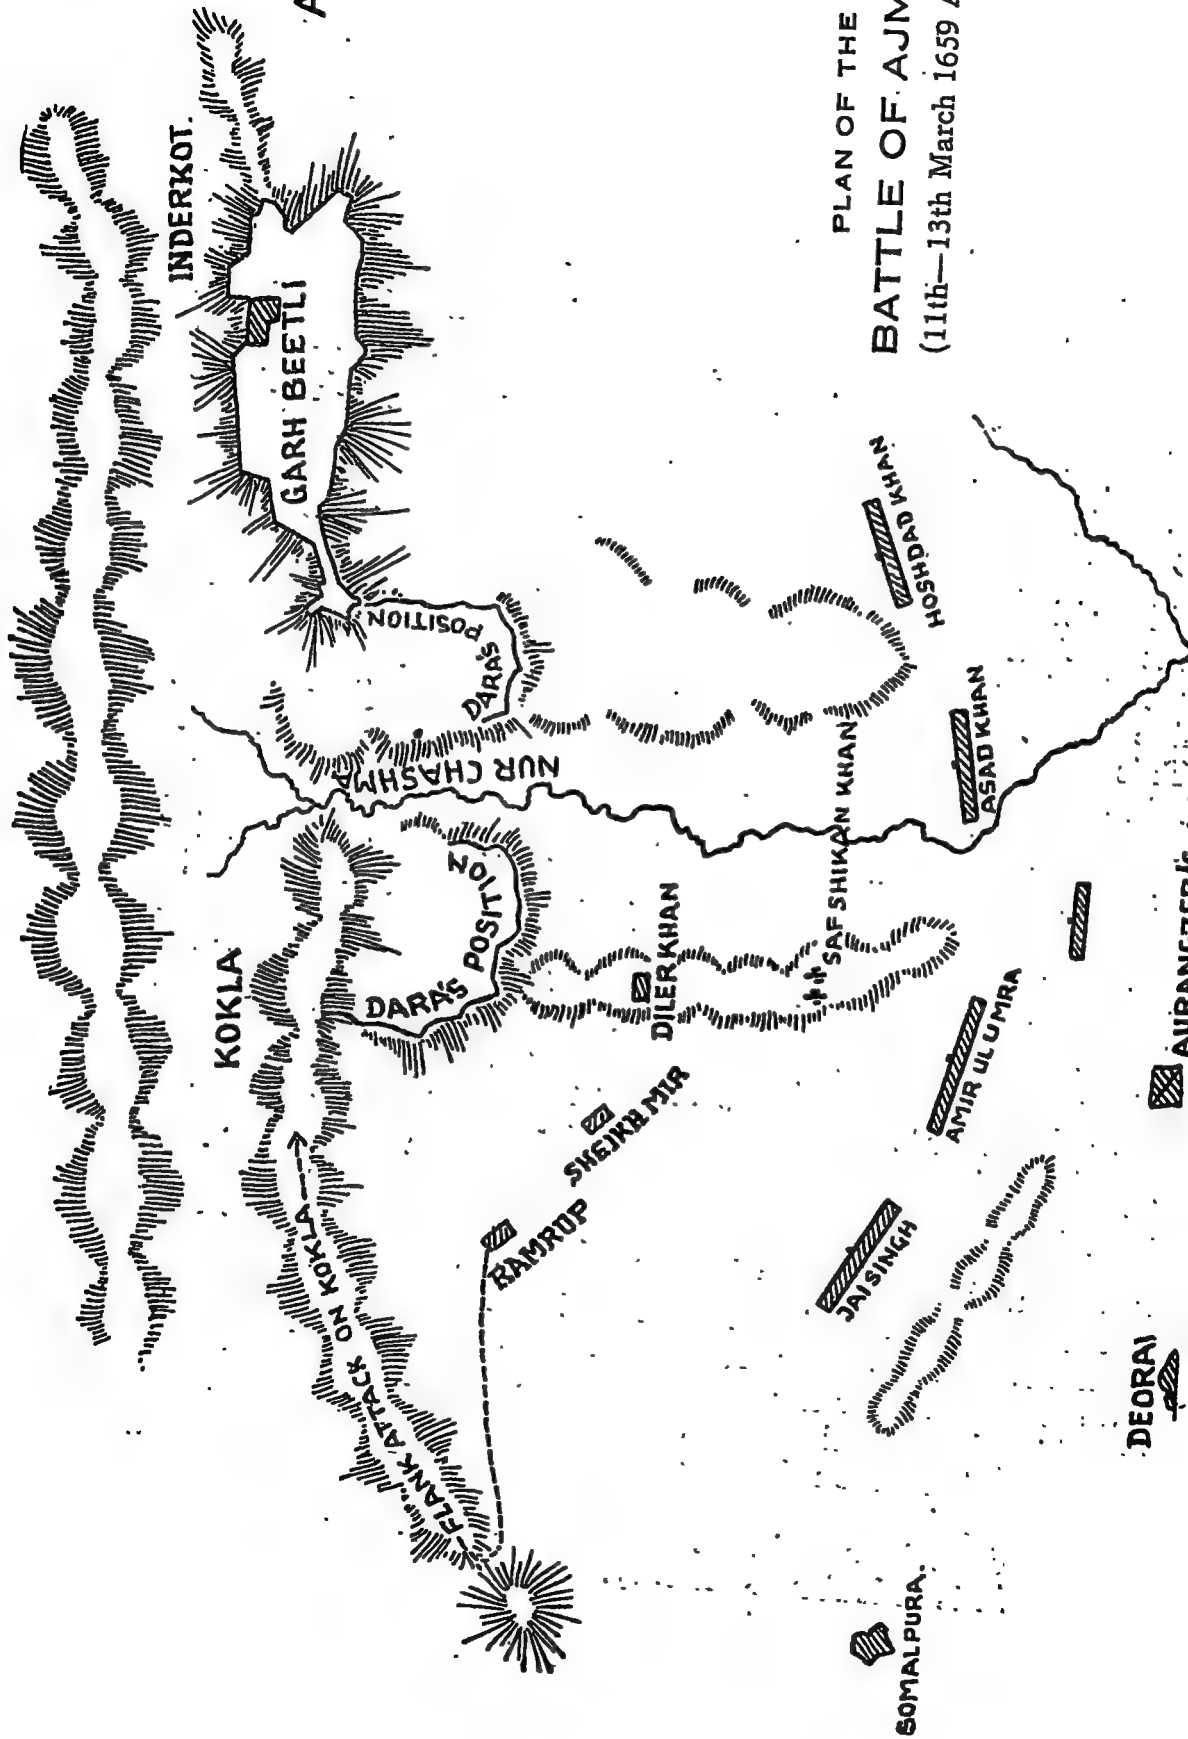 A
PLAN OF THE
BATTLE OF AJM
(11th—13th March 1659 A
INDERKOT.
GARH BEETLI
KOKLA
DARA'S POSITION
DARA'S POSITION
NUR CHASHMA
FLANK ATTACK ON KOKLA
RAMRUP
SHEIKH MIR
DILER KHAN
SAF SHIKAN KHAN
HOSHDAD KHAN
ASAD KHAN
AMIR UL UMRA
JAI SINGH
AURANGZEB'S
DEORAI
SOMALPURA.